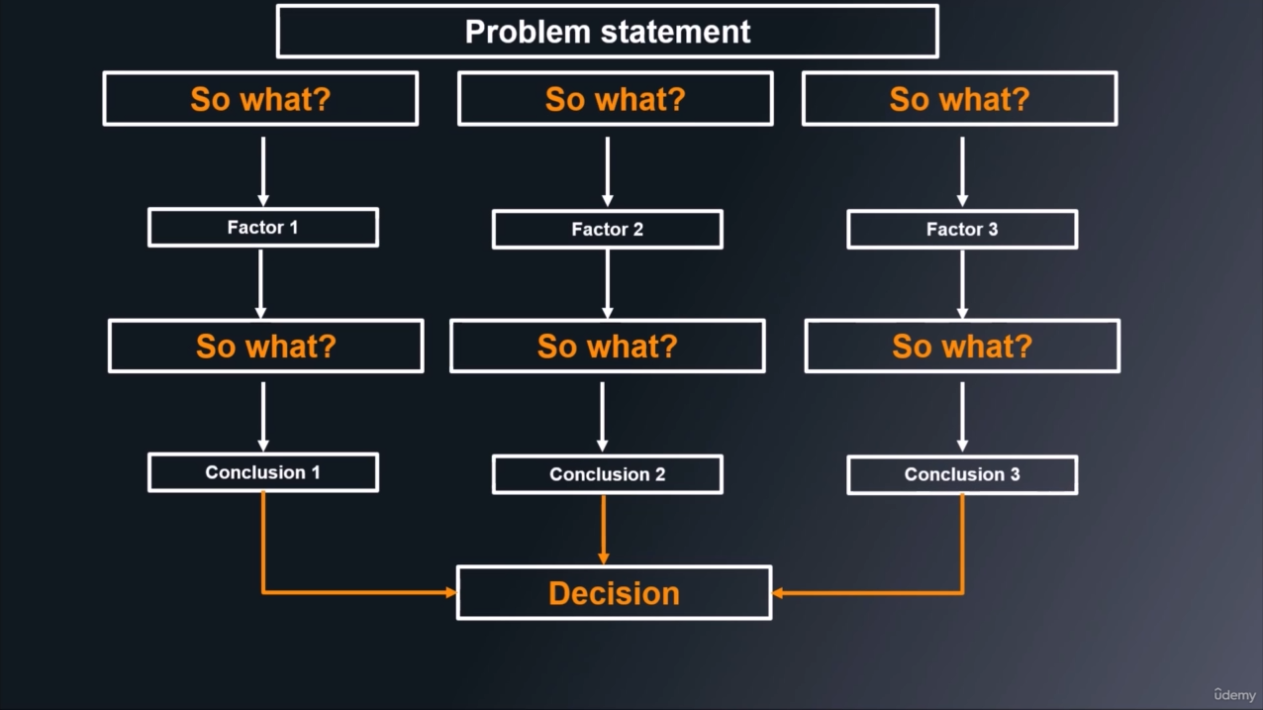 Problem statement
So what?
So what?
So what?
Factor 1
Factor 2
Factor 3
So what?
So what?
So what?
Conclusion 1
Conclusion 2
Conclusion 3
Decision
ûdemy